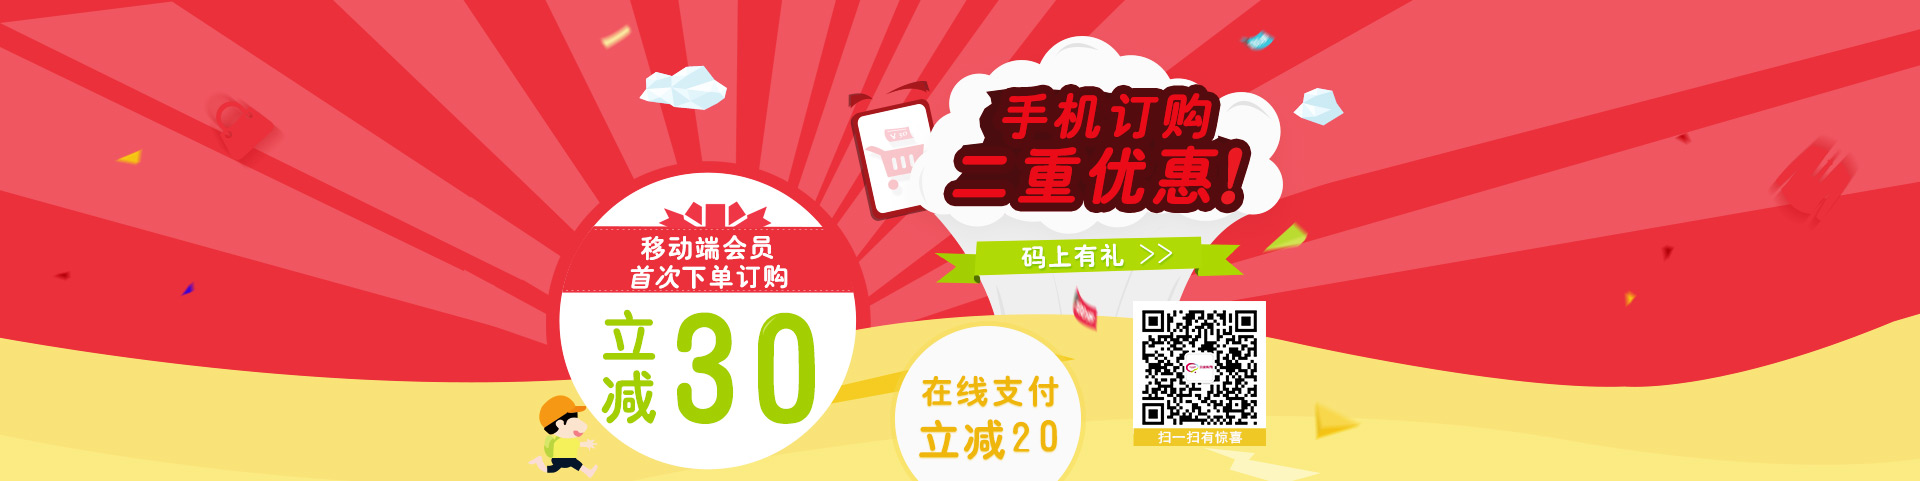 手机订购
二重优惠!
码上有礼 >>
移动端会员
首次下单订购
立减30
在线支付
立减20
扫一扫有惊喜